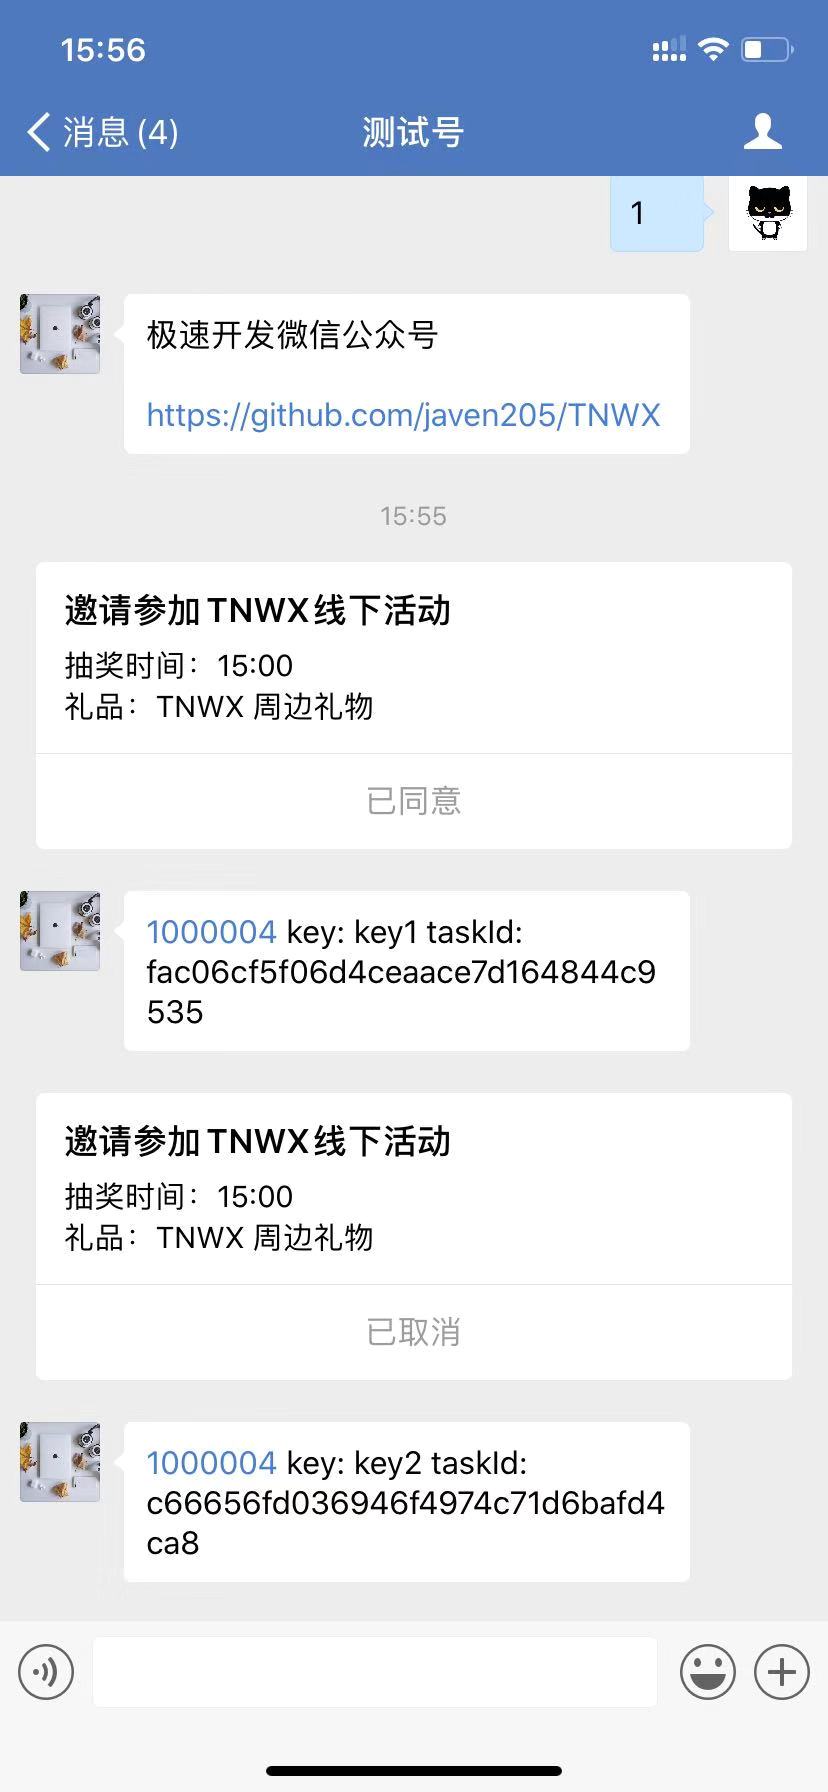 15:56
消息(4)
测试号
1
极速开发微信公众号
https://github.com/javen205/TNWX
15:55
邀请参加TNWX线下活动
抽奖时间：15:00
礼品：TNWX 周边礼物
已同意
1000004 key: key1 taskId:
fac06cf5f06d4ceaace7d164844c9
535
邀请参加TNWX线下活动
抽奖时间：15:00
礼品：TNWX 周边礼物
已取消
1000004 key: key2 taskId:
c66656fd036946f4974c71d6bafd4
ca8